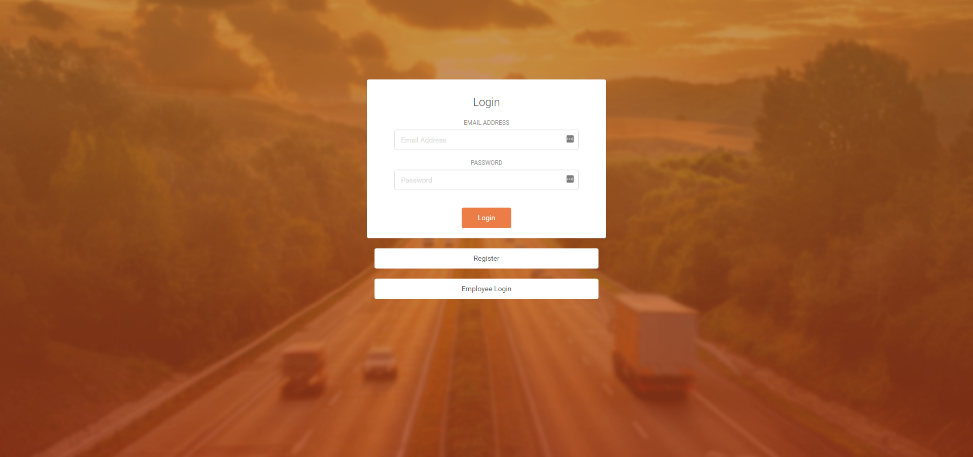 Login
EMAIL ADDRESS
Email Address
PASSWORD
Password
Login
Register
Employee Login